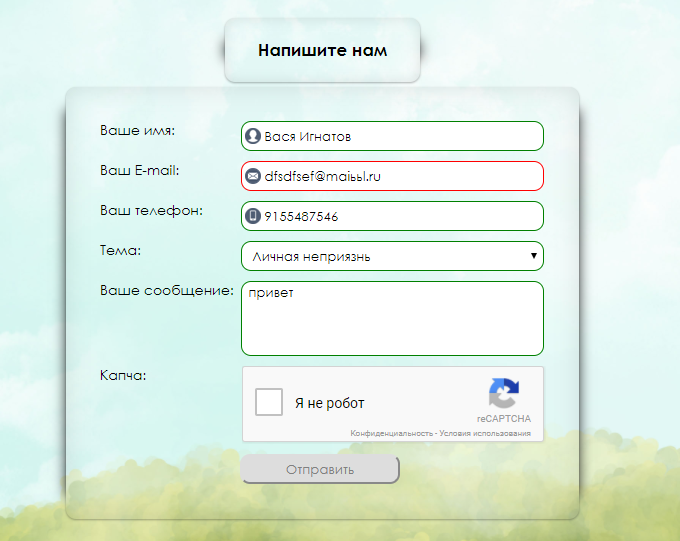 Напишите нам
Ваше имя: Вася Игнатов
Ваш E-mail: dfsdfsef@maiьы.ru
Ваш телефон: 9155487546
Тема: Личная неприязнь
Ваше сообщение: привет
Капча: Я не робот
reCAPTCHA
Конфиденциальность - Условия использования
Отправить